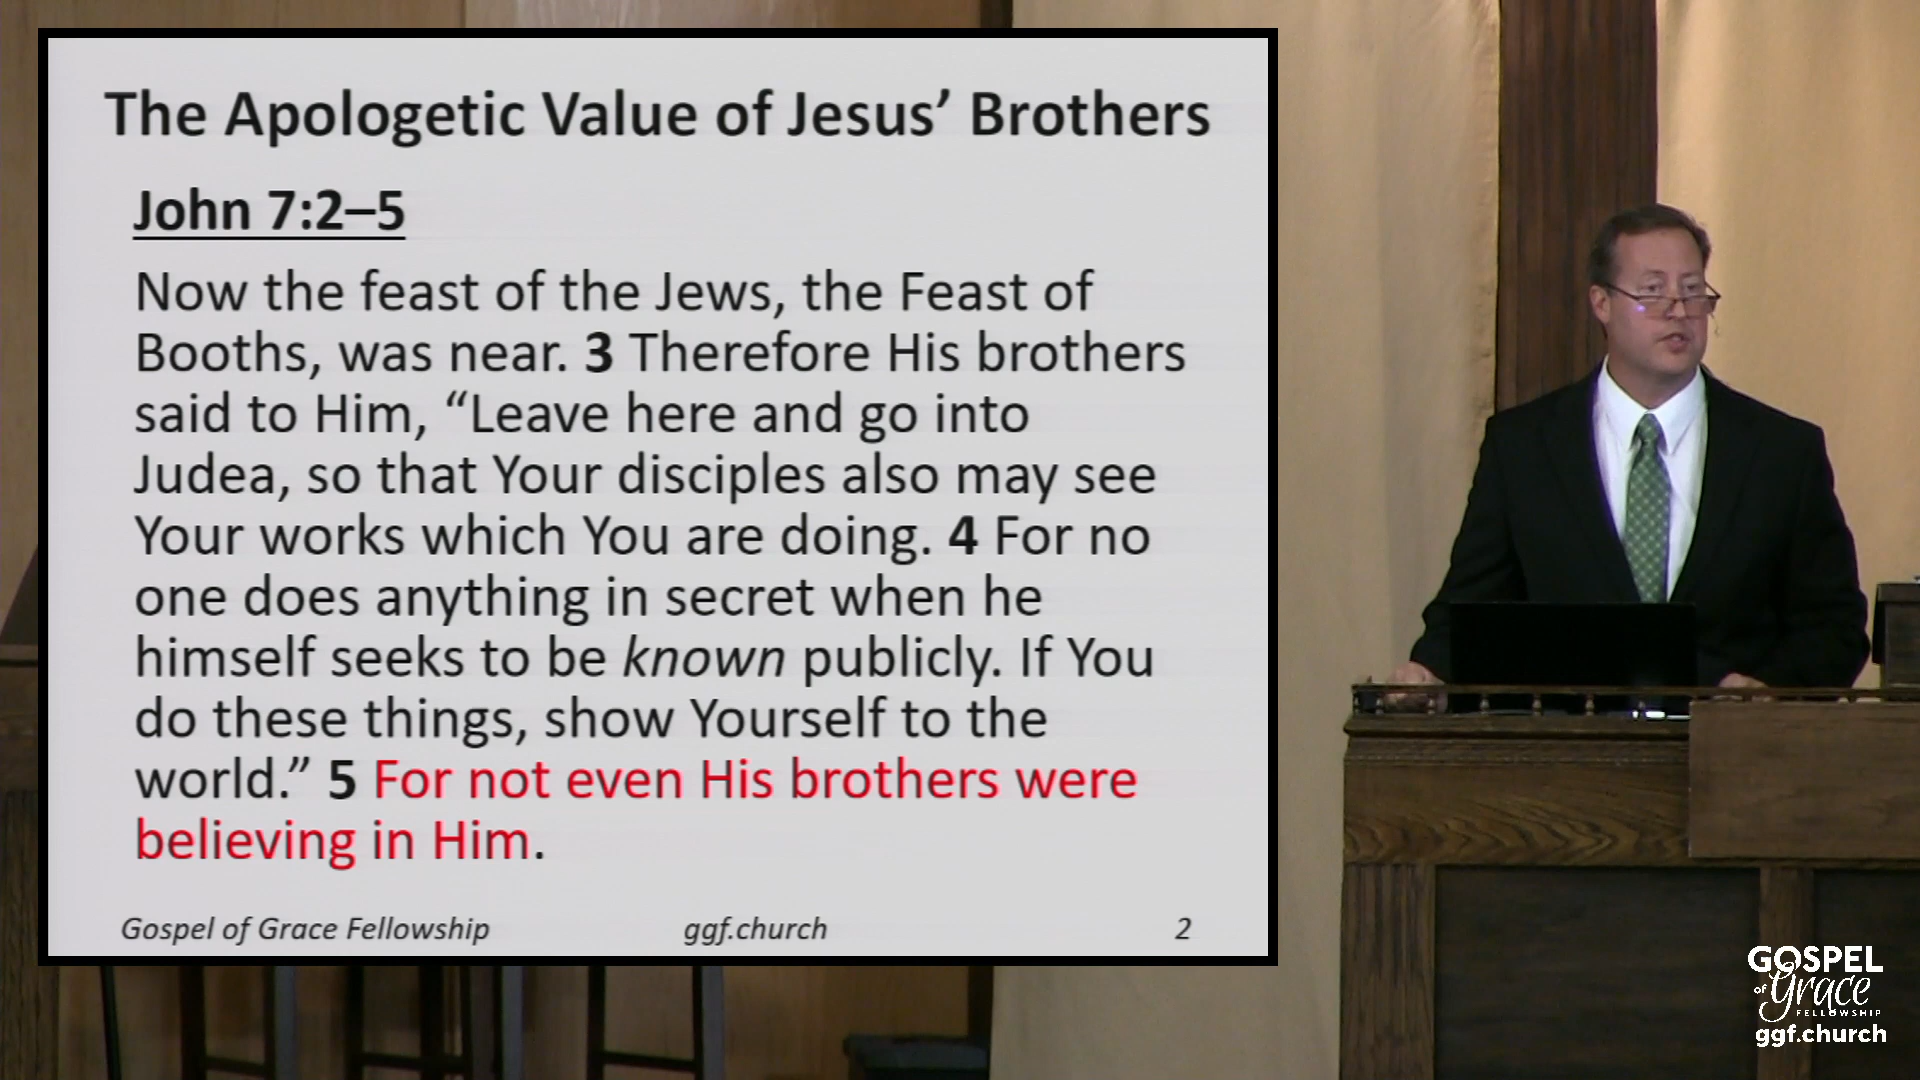 The Apologetic Value of Jesus’ Brothers
John 7:2–5
Now the feast of the Jews, the Feast of
Booths, was near. 3 Therefore His brothers
said to Him, “Leave here and go into
Judea, so that Your disciples also may see
Your works which You are doing. 4 For no
one does anything in secret when he
himself seeks to be known publicly. If You
do these things, show Yourself to the
world.” 5 For not even His brothers were
believing in Him.
Gospel of Grace Fellowship ggf.church 2
GOSPEL
of Grace
FELLOWSHIP
ggf.church